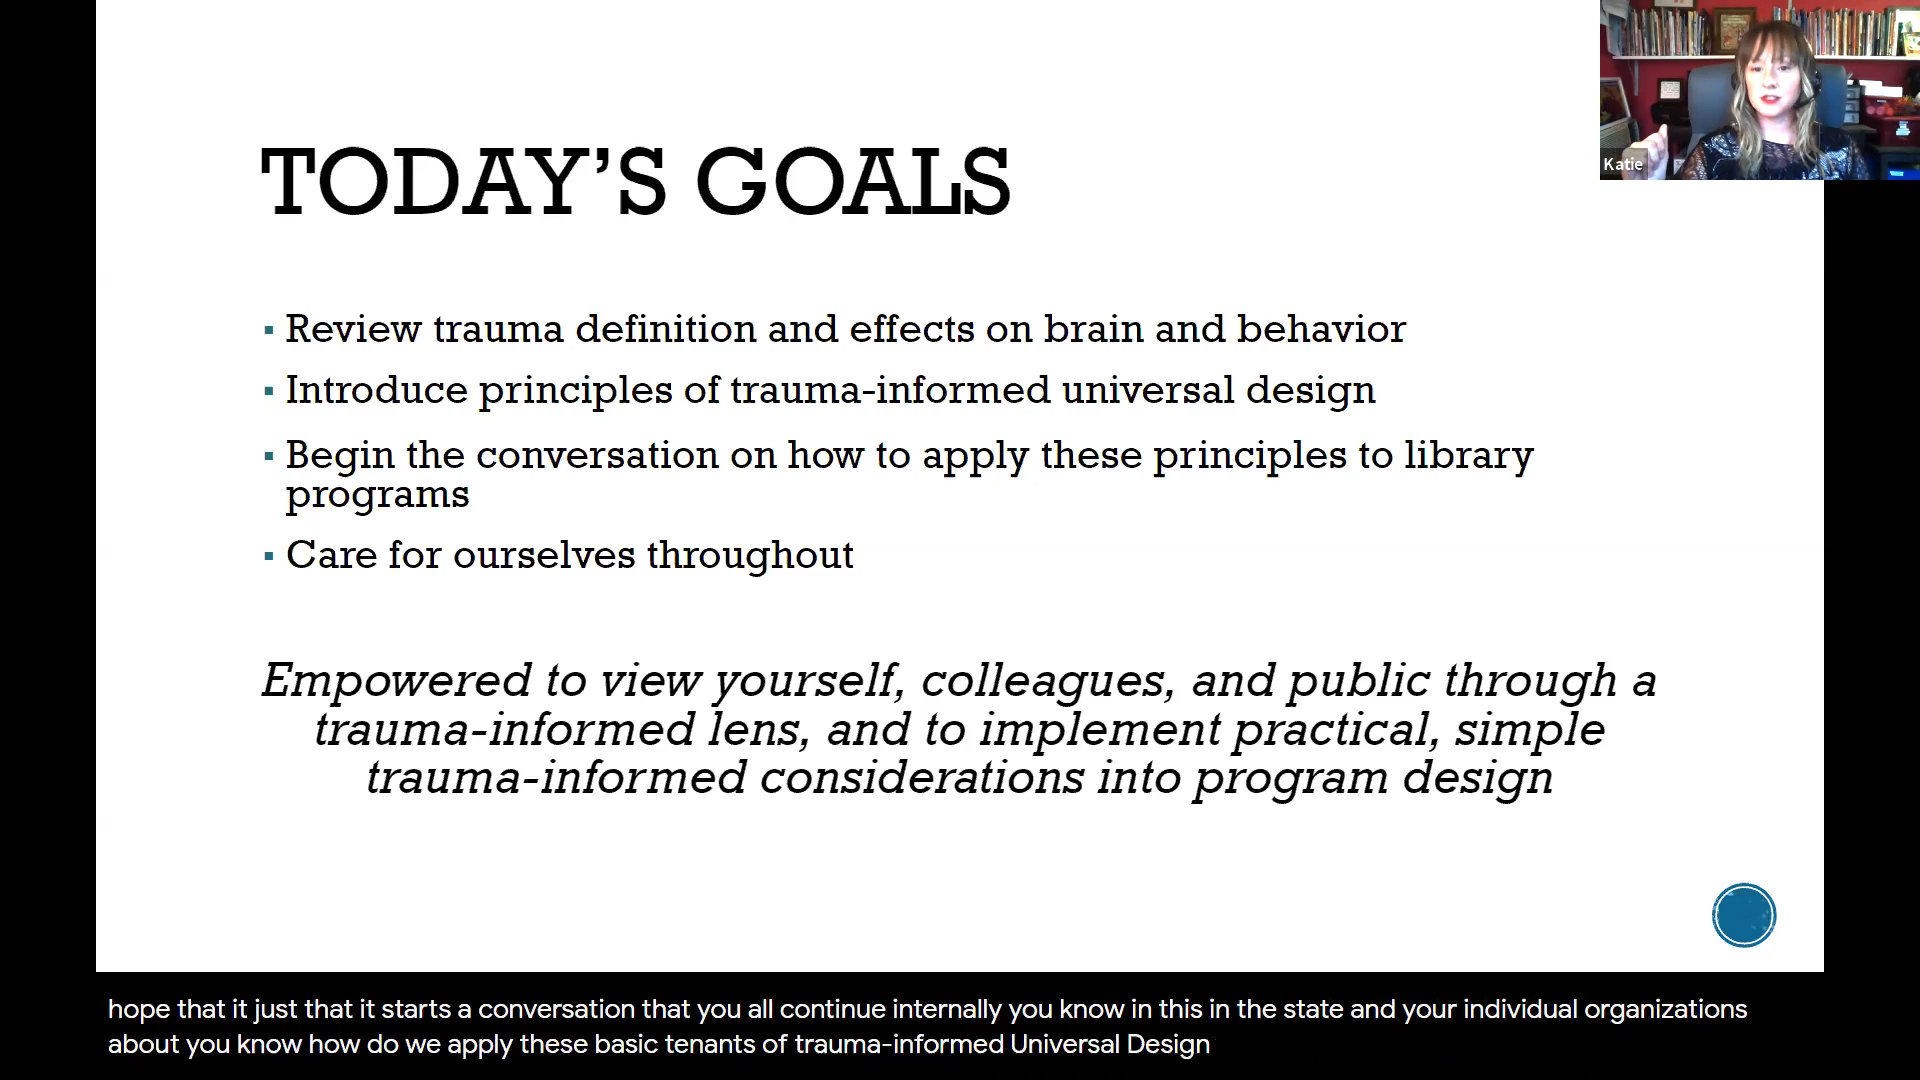 Katie
TODAY’S GOALS
▪ Review trauma definition and effects on brain and behavior
▪ Introduce principles of trauma-informed universal design
▪ Begin the conversation on how to apply these principles to library
programs
▪ Care for ourselves throughout
Empowered to view yourself, colleagues, and public through a
trauma-informed lens, and to implement practical, simple
trauma-informed considerations into program design
hope that it just that it starts a conversation that you all continue internally you know in this in the state and your individual organizations
about you know how do we apply these basic tenants of trauma-informed Universal Design